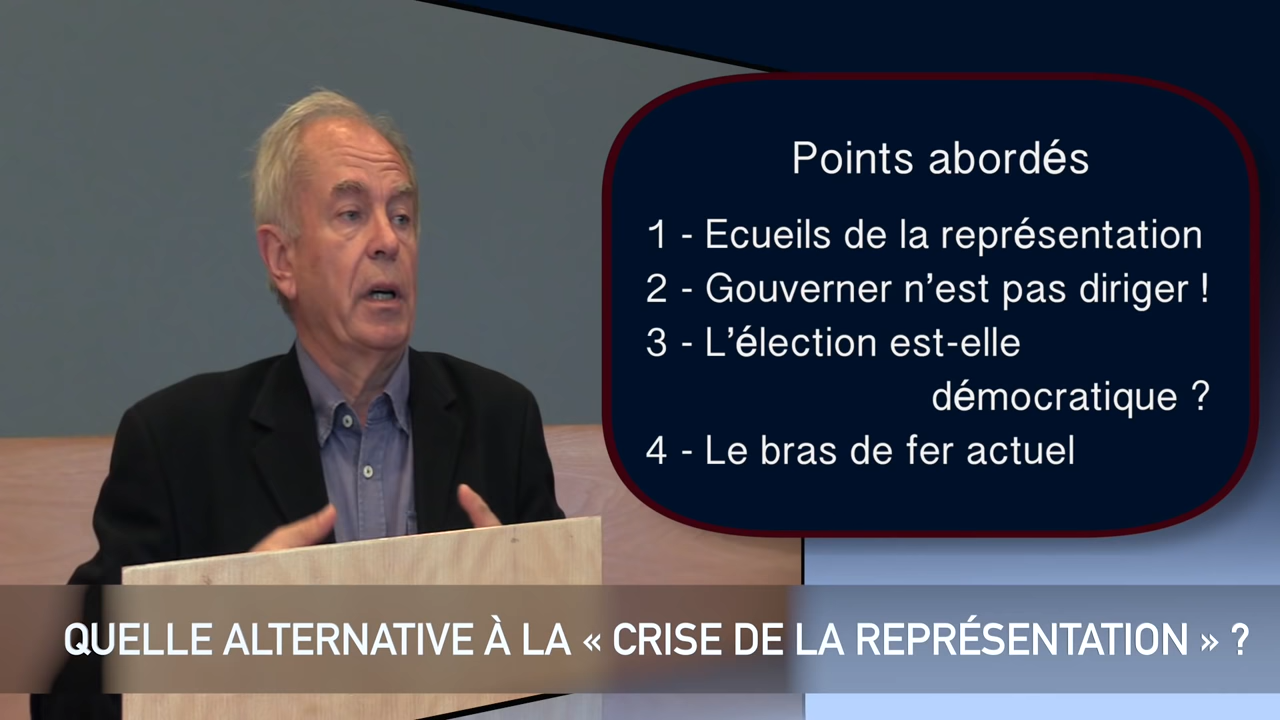 Points abordés
1 - Ecueils de la représentation
2 - Gouverner n’est pas diriger !
3 - L’élection est-elle
démocratique ?
4 - Le bras de fer actuel
QUELLE ALTERNATIVE À LA « CRISE DE LA REPRÉSENTATION » ?